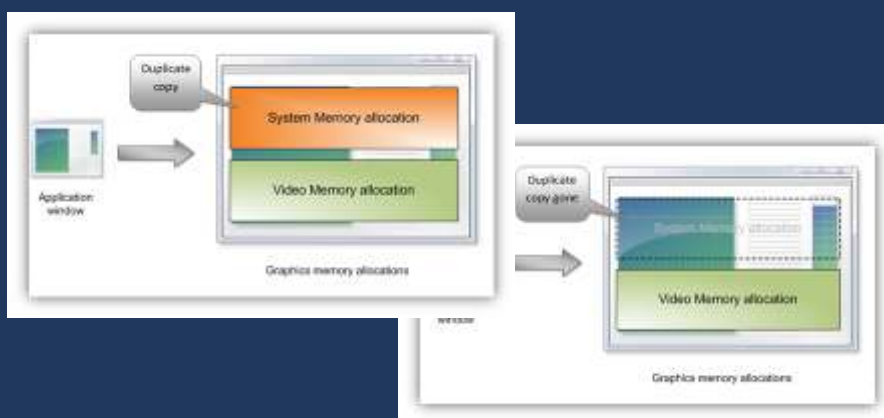 Duplicate
copy
System Memory allocation
Video Memory allocation
Application
window
Graphics memory allocations
Duplicate
copy gone
System Memory allocation
Video Memory allocation
window
Graphics memory allocations